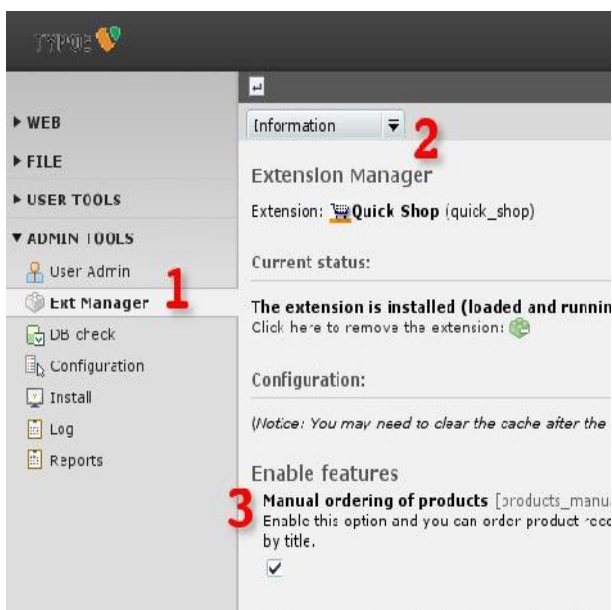 TYPO3
WEB
FILE
USER TOOLS
ADMIN TOOLS
User Admin
Ext Manager
1
DB check
Configuration
Install
Log
Reports
Information
2
Extension Manager
Extension: Quick Shop (quick_shop)
Current status:
The extension is installed (loaded and runnin
Click here to remove the extension:
Configuration:
(Notice: You may need to clear the cache after the
Enable features
3
Manual ordering of products [products_manu
Enable this option and you can order product reco
by title.